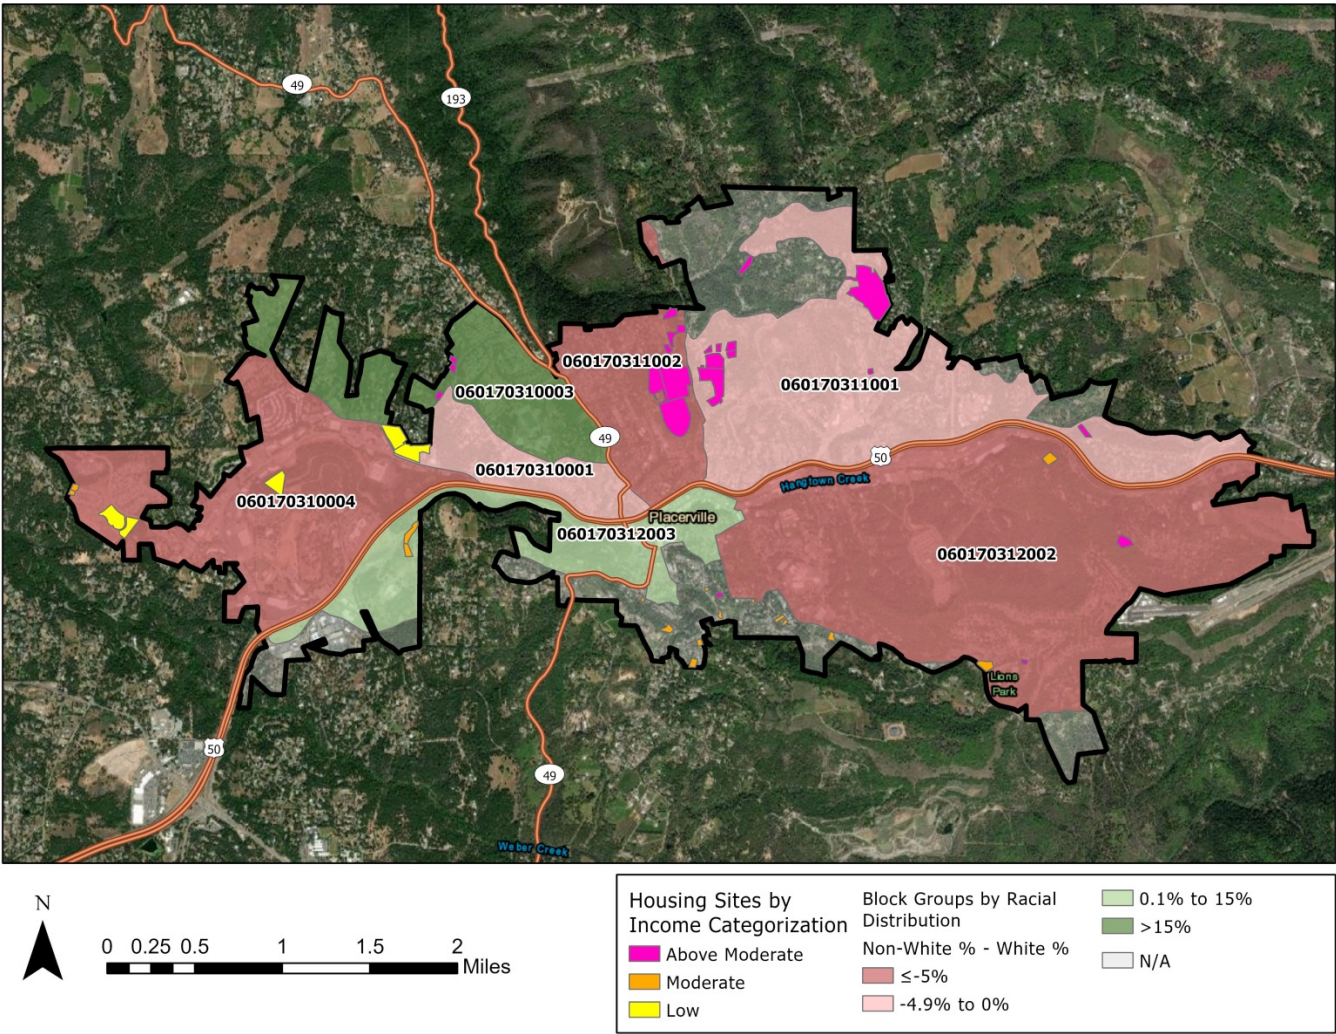 49
193
060170311002
060170310003
060170311001
49
50
060170310001
Hangtown Creek
060170310004
Placerville
060170312003
060170312002
Lions
Park
50
49
Weber Creek
N
0 0.25 0.5 1 1.5 2
Miles
Housing Sites by
Income Categorization
Above Moderate
Moderate
Low
Block Groups by Racial
Distribution
Non-White % - White %
≤-5%
-4.9% to 0%
0.1% to 15%
>15%
N/A